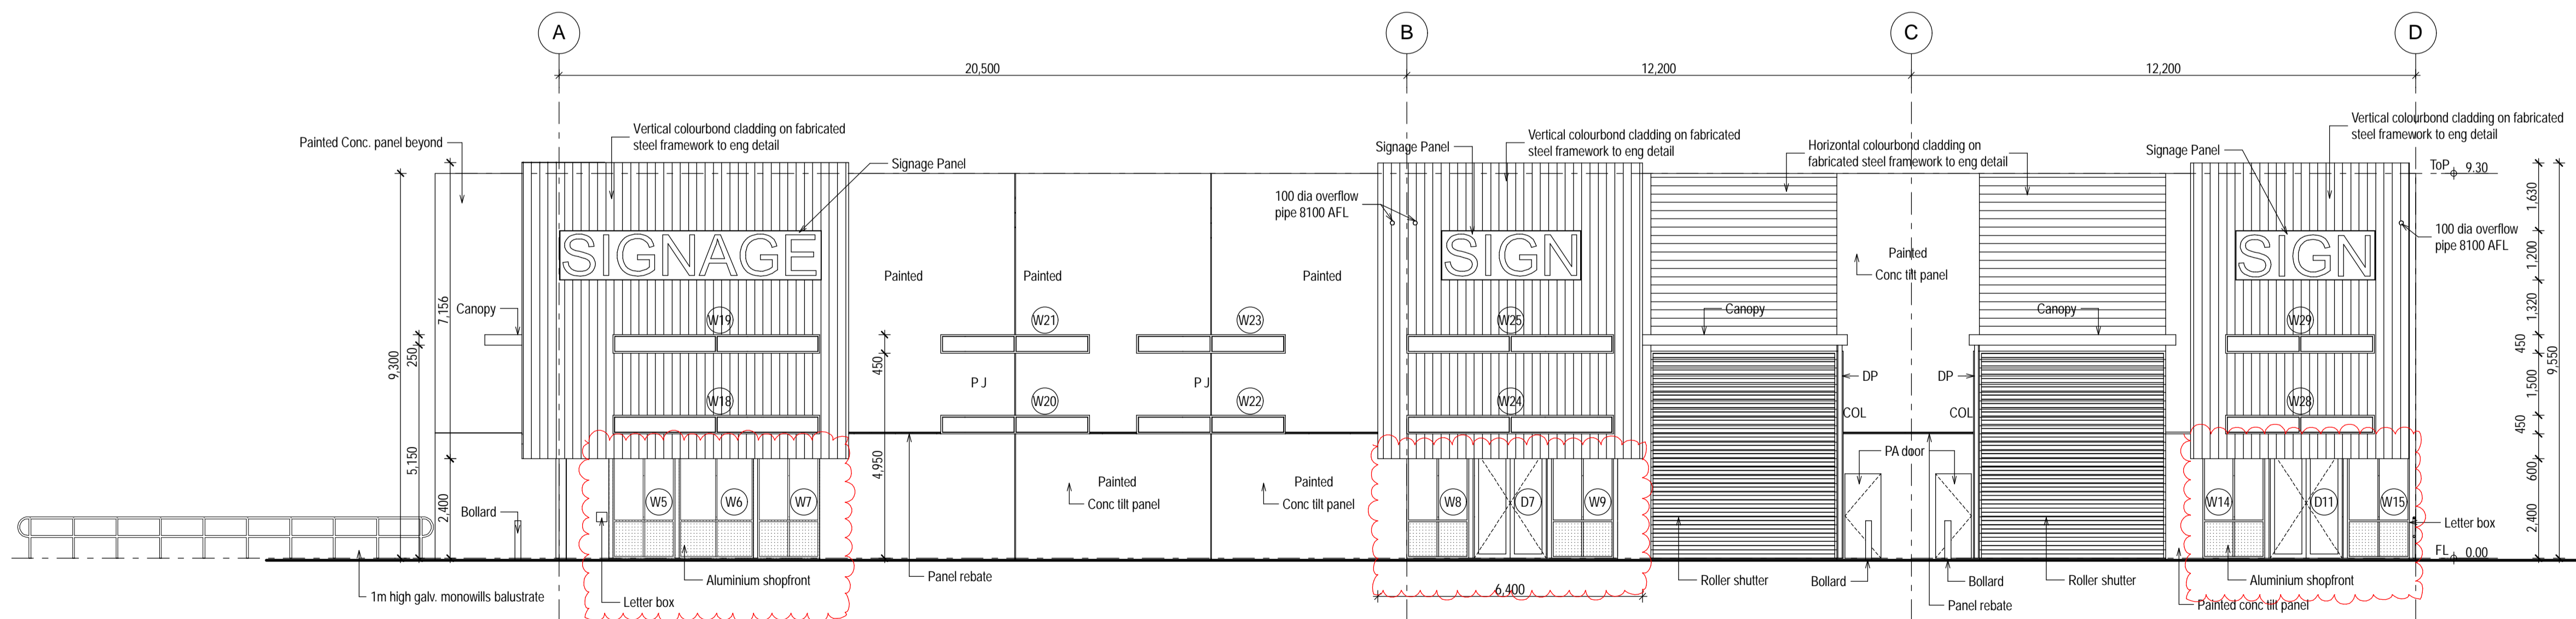 A
B
C
D
20,500
12,200
12,200
Painted Conc. panel beyond
Vertical colourbond cladding on fabricated
steel framework to eng detail
Signage Panel
Signage Panel
Vertical colourbond cladding on fabricated
steel framework to eng detail
Horizontal colourbond cladding on
fabricated steel framework to eng detail
Signage Panel
Vertical colourbond cladding on fabricated
steel framework to eng detail
ToP
9.30
100 dia overflow
pipe 8100 AFL
100 dia overflow
pipe 8100 AFL
SIGNAGE
SIGN
SIGN
Painted
Painted
Painted
Painted
Conc tilt panel
Canopy
Canopy
Canopy
W19
W21
W23
W25
W29
P J
P J
DP
DP
W18
W20
W22
W24
W28
COL
COL
9,300
7,156
250
5,150
2,400
450
4,950
1,630
1,200
1,320
450
1,500
450
600
2,400
9,550
PA door
Painted
Conc tilt panel
Painted
Conc tilt panel
W5
W6
W7
W8
D7
W9
W14
D11
W15
Bollard
Letter box
FL
0.00
Aluminium shopfront
Panel rebate
Roller shutter
Bollard
Bollard
Roller shutter
Aluminium shopfront
1m high galv. monowills balustrate
Letter box
6,400
Panel rebate
Painted conc tilt panel